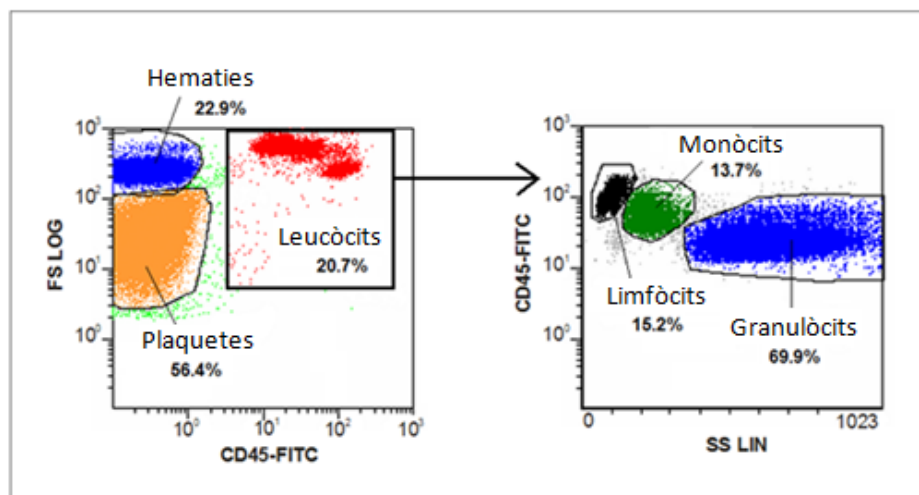 Hematies
22.9%
10³
10²
10¹
10⁰
FS LOG
Leucòcits
20.7%
Plaquetes
56.4%
10⁰ 10¹ 10² 10³
CD45-FITC
10³
10²
10¹
10⁰
CD45-FITC
Monòcits
13.7%
Limfòcits
15.2%
Granulòcits
69.9%
0 1023
SS LIN